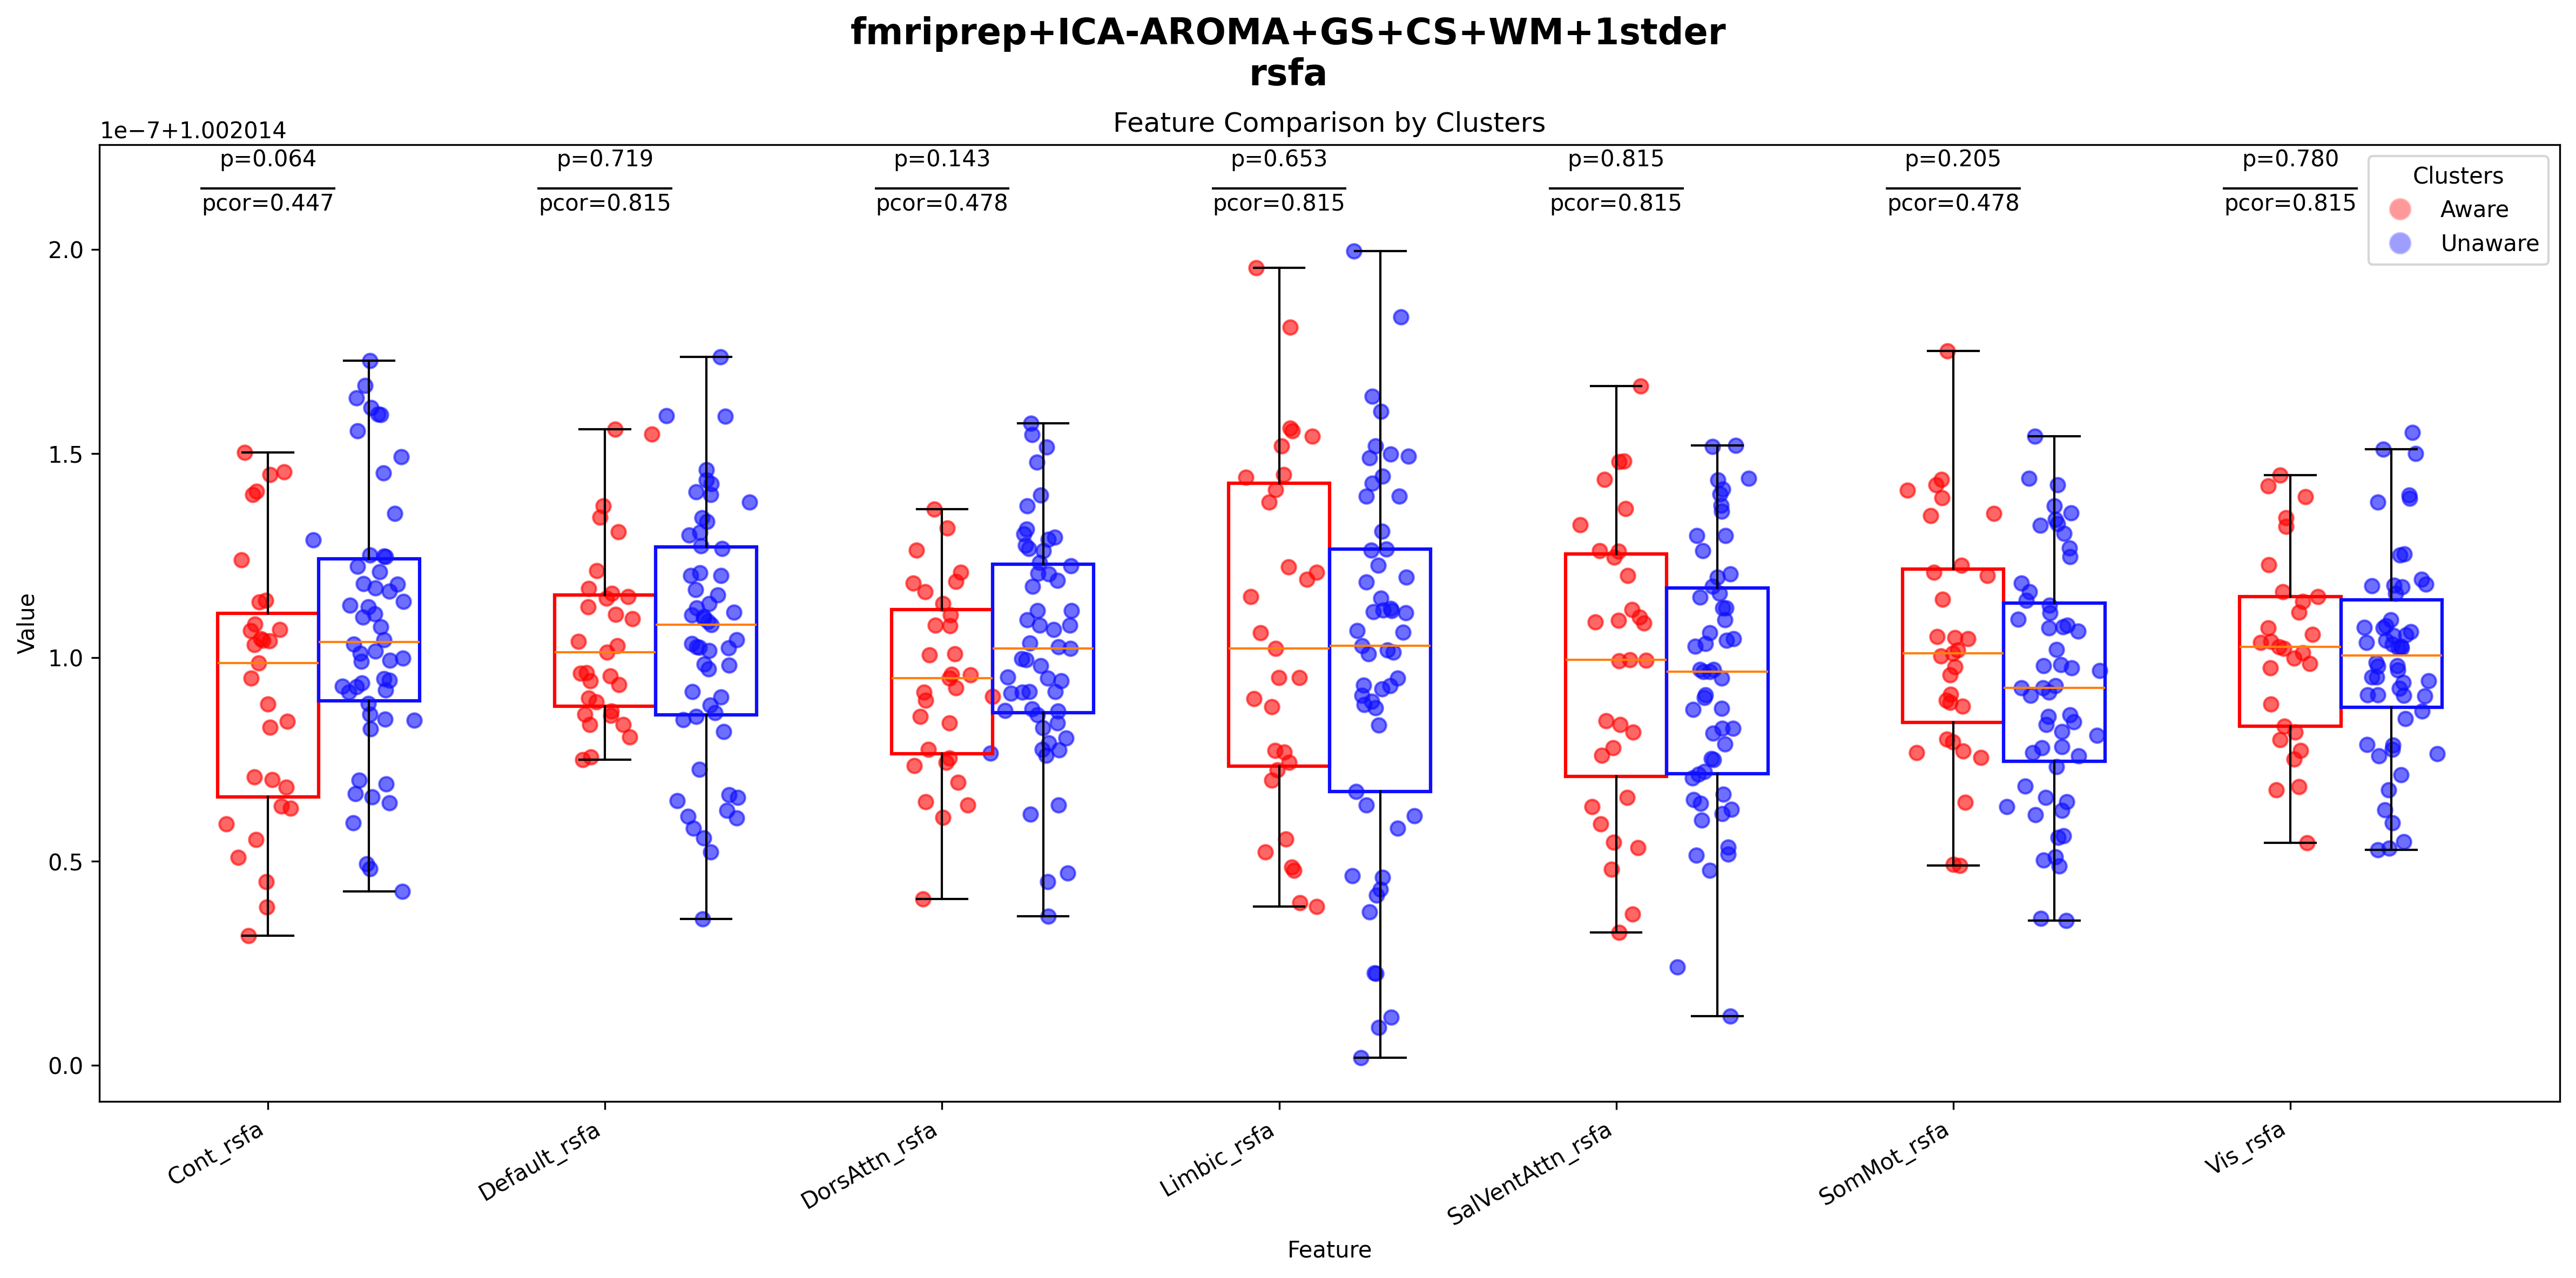 fmriprep+ICA-AROMA+GS+CS+WM+1stder
rsfa
Feature Comparison by Clusters
1e−7+1.002014
p=0.064
pcor=0.447
p=0.719
pcor=0.815
p=0.143
pcor=0.478
p=0.653
pcor=0.815
p=0.815
pcor=0.815
p=0.205
pcor=0.478
p=0.780
pcor=0.815
Clusters
Aware
Unaware
Value
2.0
1.5
1.0
0.5
0.0
Cont_rsfa
Default_rsfa
DorsAttn_rsfa
Limbic_rsfa
SalVentAttn_rsfa
SomMot_rsfa
Vis_rsfa
Feature